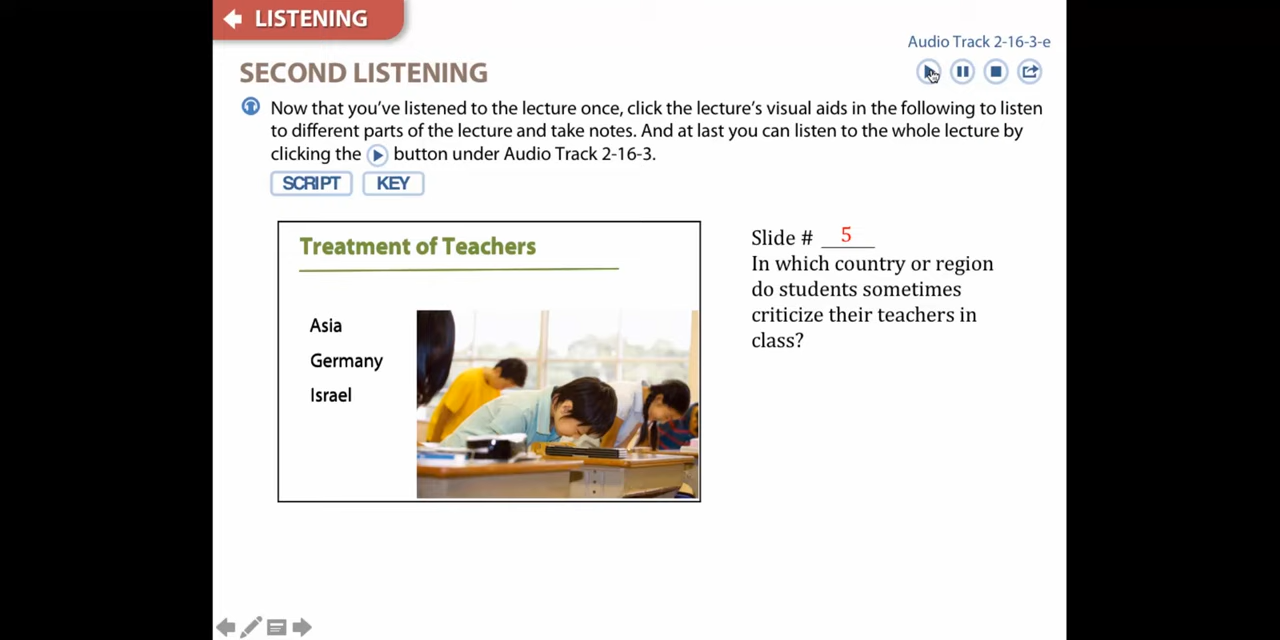 LISTENING
Audio Track 2-16-3-e
SECOND LISTENING
Now that you've listened to the lecture once, click the lecture's visual aids in the following to listen
to different parts of the lecture and take notes. And at last you can listen to the whole lecture by
clicking the button under Audio Track 2-16-3.
SCRIPT KEY
Treatment of Teachers
Asia
Germany
Israel
Slide # 5
In which country or region
do students sometimes
criticize their teachers in
class?